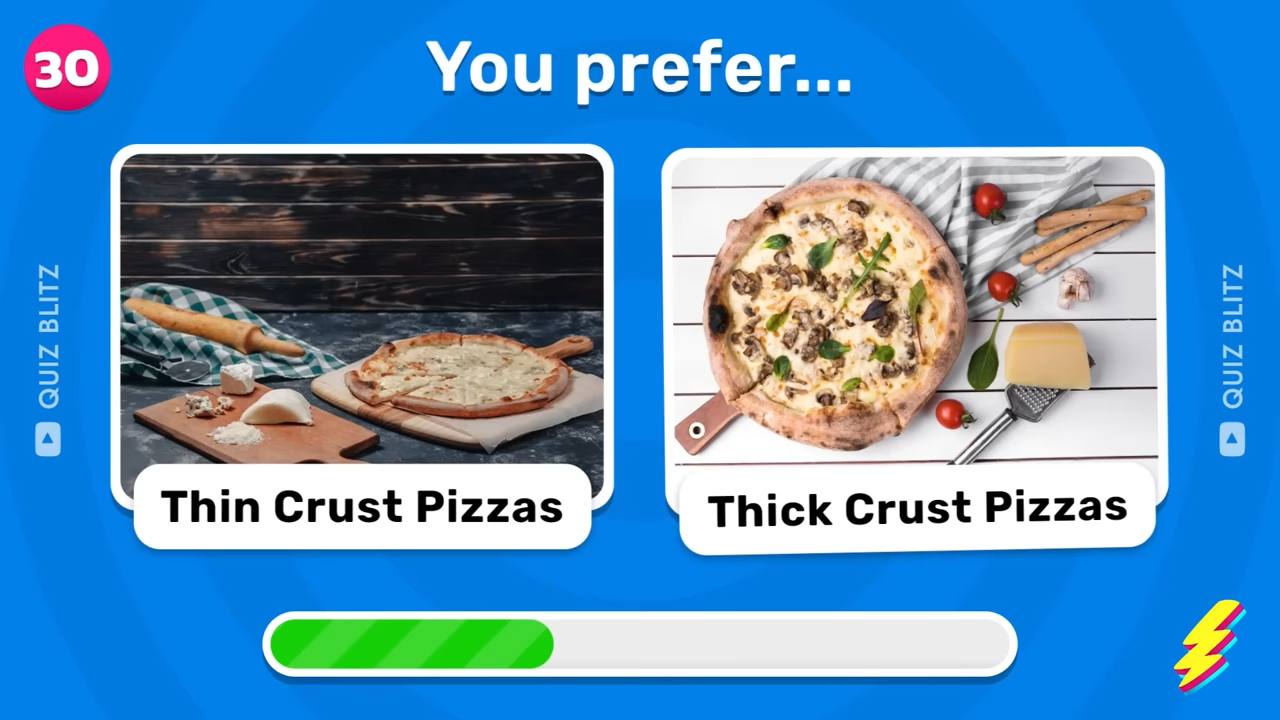 30
You prefer...
Thin Crust Pizzas
Thick Crust Pizzas
QUIZ BLITZ
QUIZ BLITZ